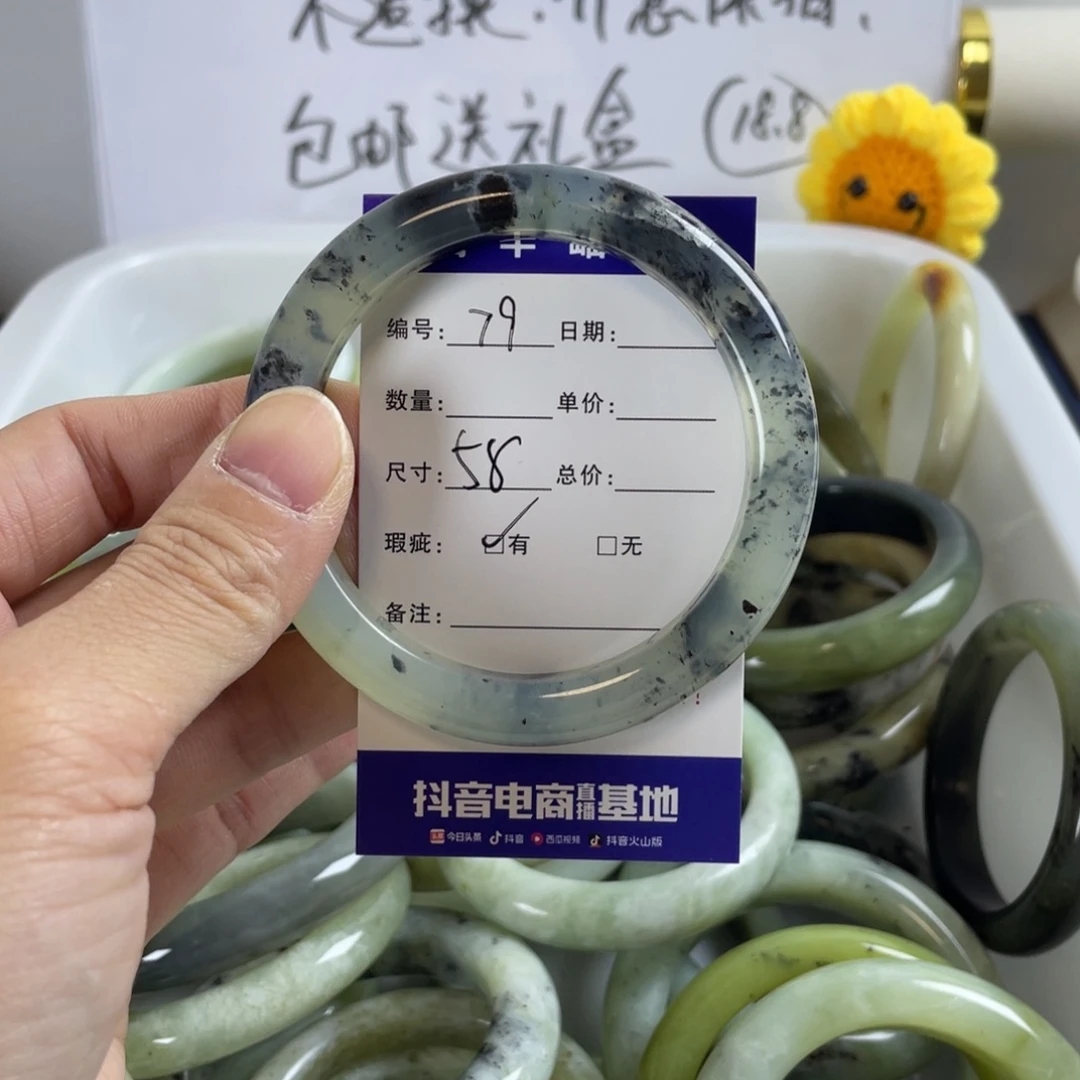 包邮送礼盒 (18.8)
编号: 79 日期:
数量: 单价:
尺寸: 58 总价:
瑕疵: ☑有 □无
备注:
抖音电商直播基地
今日头条 抖音 西瓜视频 抖音火山版